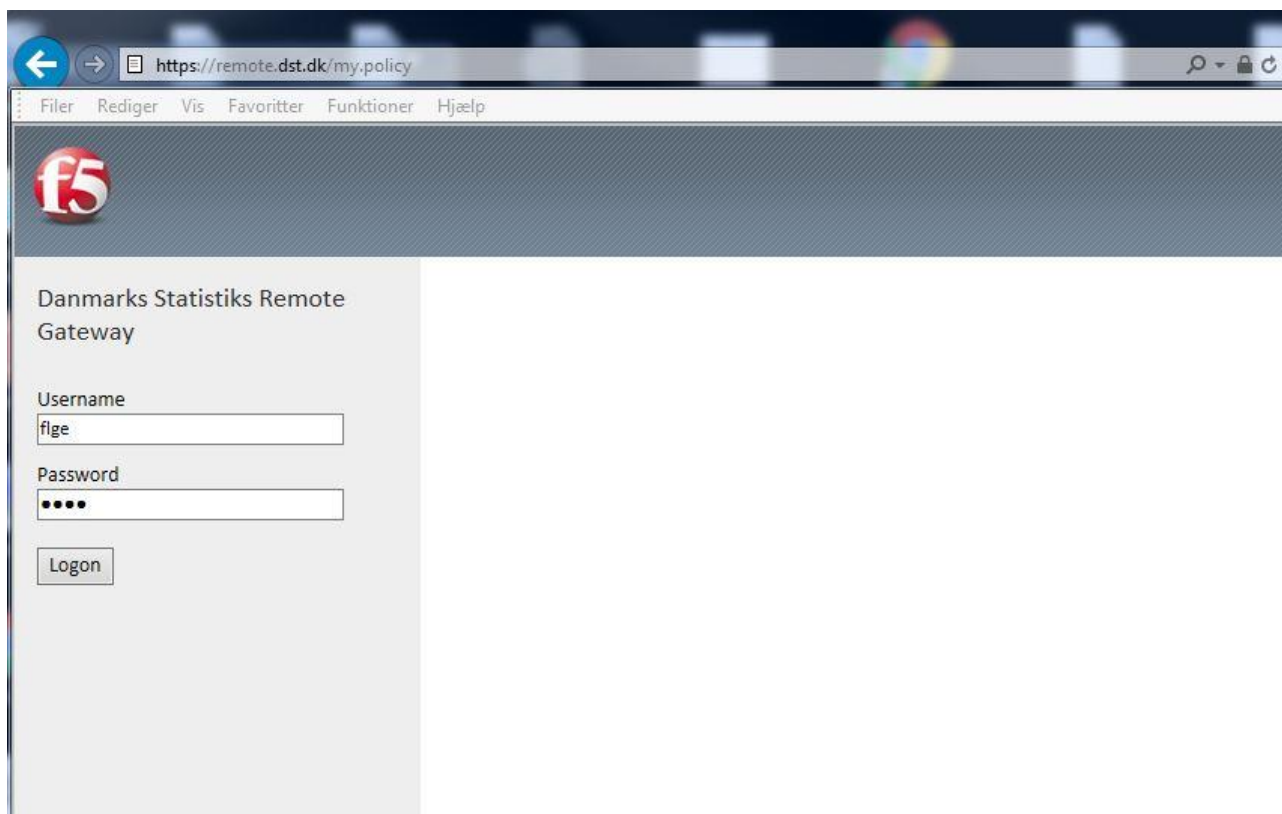 https://remote.dst.dk/my.policy
Filer Rediger Vis Favoritter Funktioner Hjælp
f5
Danmarks Statistiks Remote
Gateway
Username
flge
Password
••••
Logon